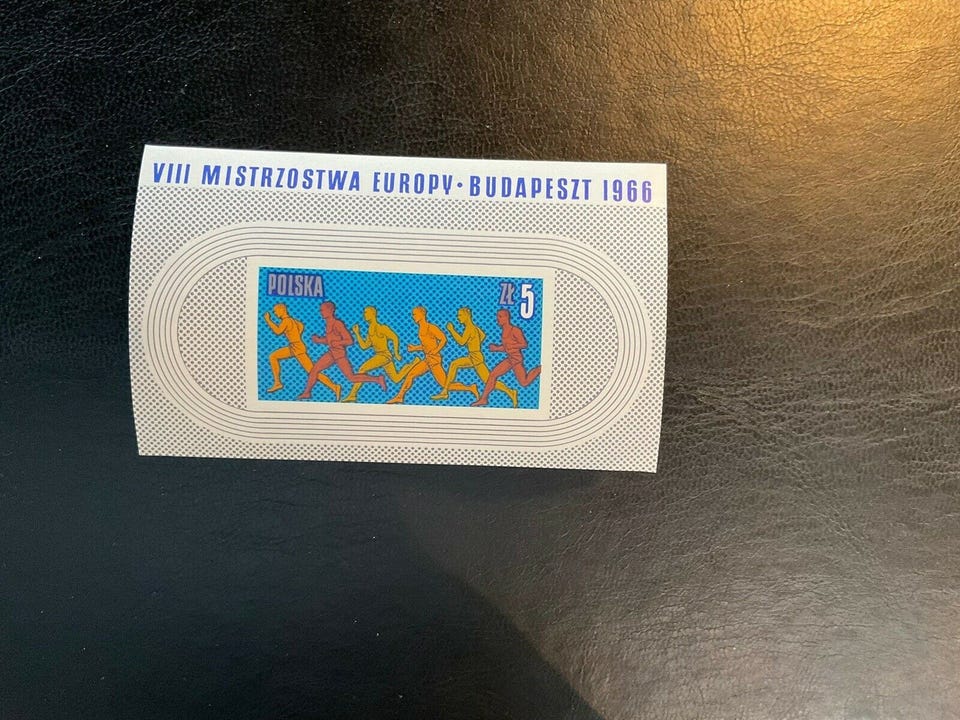 VIII MISTRZOSTWA EUROPY • BUDAPESZT 1966
POLSKA
ZŁ 5